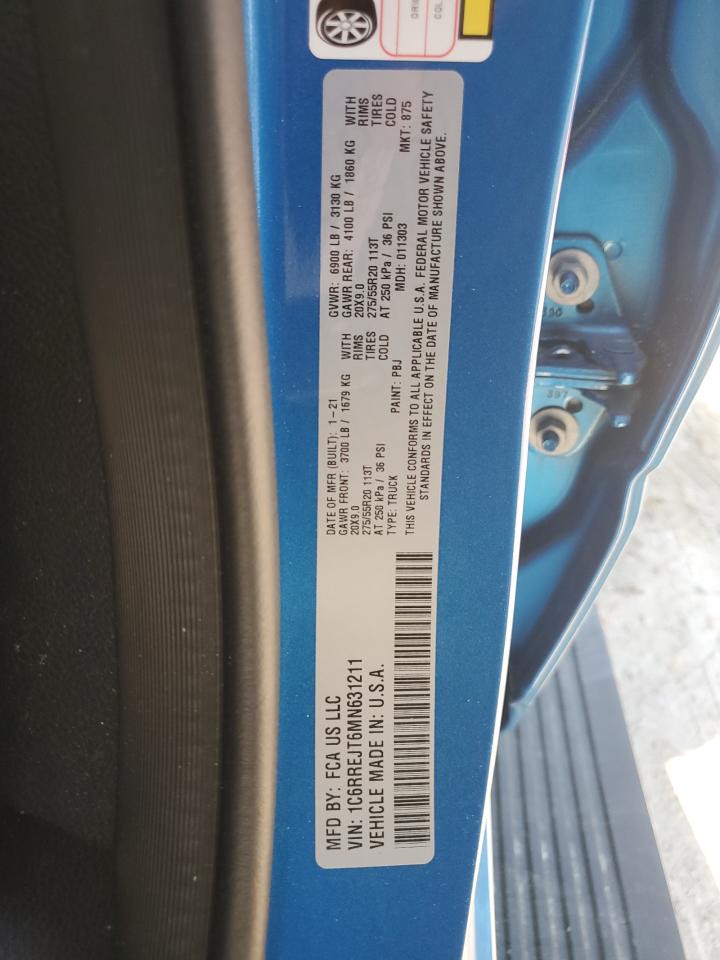 MFD BY: FCA US LLC
VIN: 1C6RREJT6MN631211
VEHICLE MADE IN: U.S.A.
DATE OF MFR (BUILT): 1-21
GAWR FRONT: 3700 LB / 1679 KG WITH
20X9.0 RIMS
275/55R20 113T TIRES
AT 250 kPa / 36 PSI COLD
TYPE: TRUCK PAINT: PBJ
GVWR: 6900 LB / 3130 KG
GAWR REAR: 4100 LB / 1860 KG WITH
20X9.0 RIMS
275/55R20 113T TIRES
AT 250 kPa / 36 PSI COLD
MDH: 011303 MKT: 875
THIS VEHICLE CONFORMS TO ALL APPLICABLE U.S.A. FEDERAL MOTOR VEHICLE SAFETY
STANDARDS IN EFFECT ON THE DATE OF MANUFACTURE SHOWN ABOVE.
397